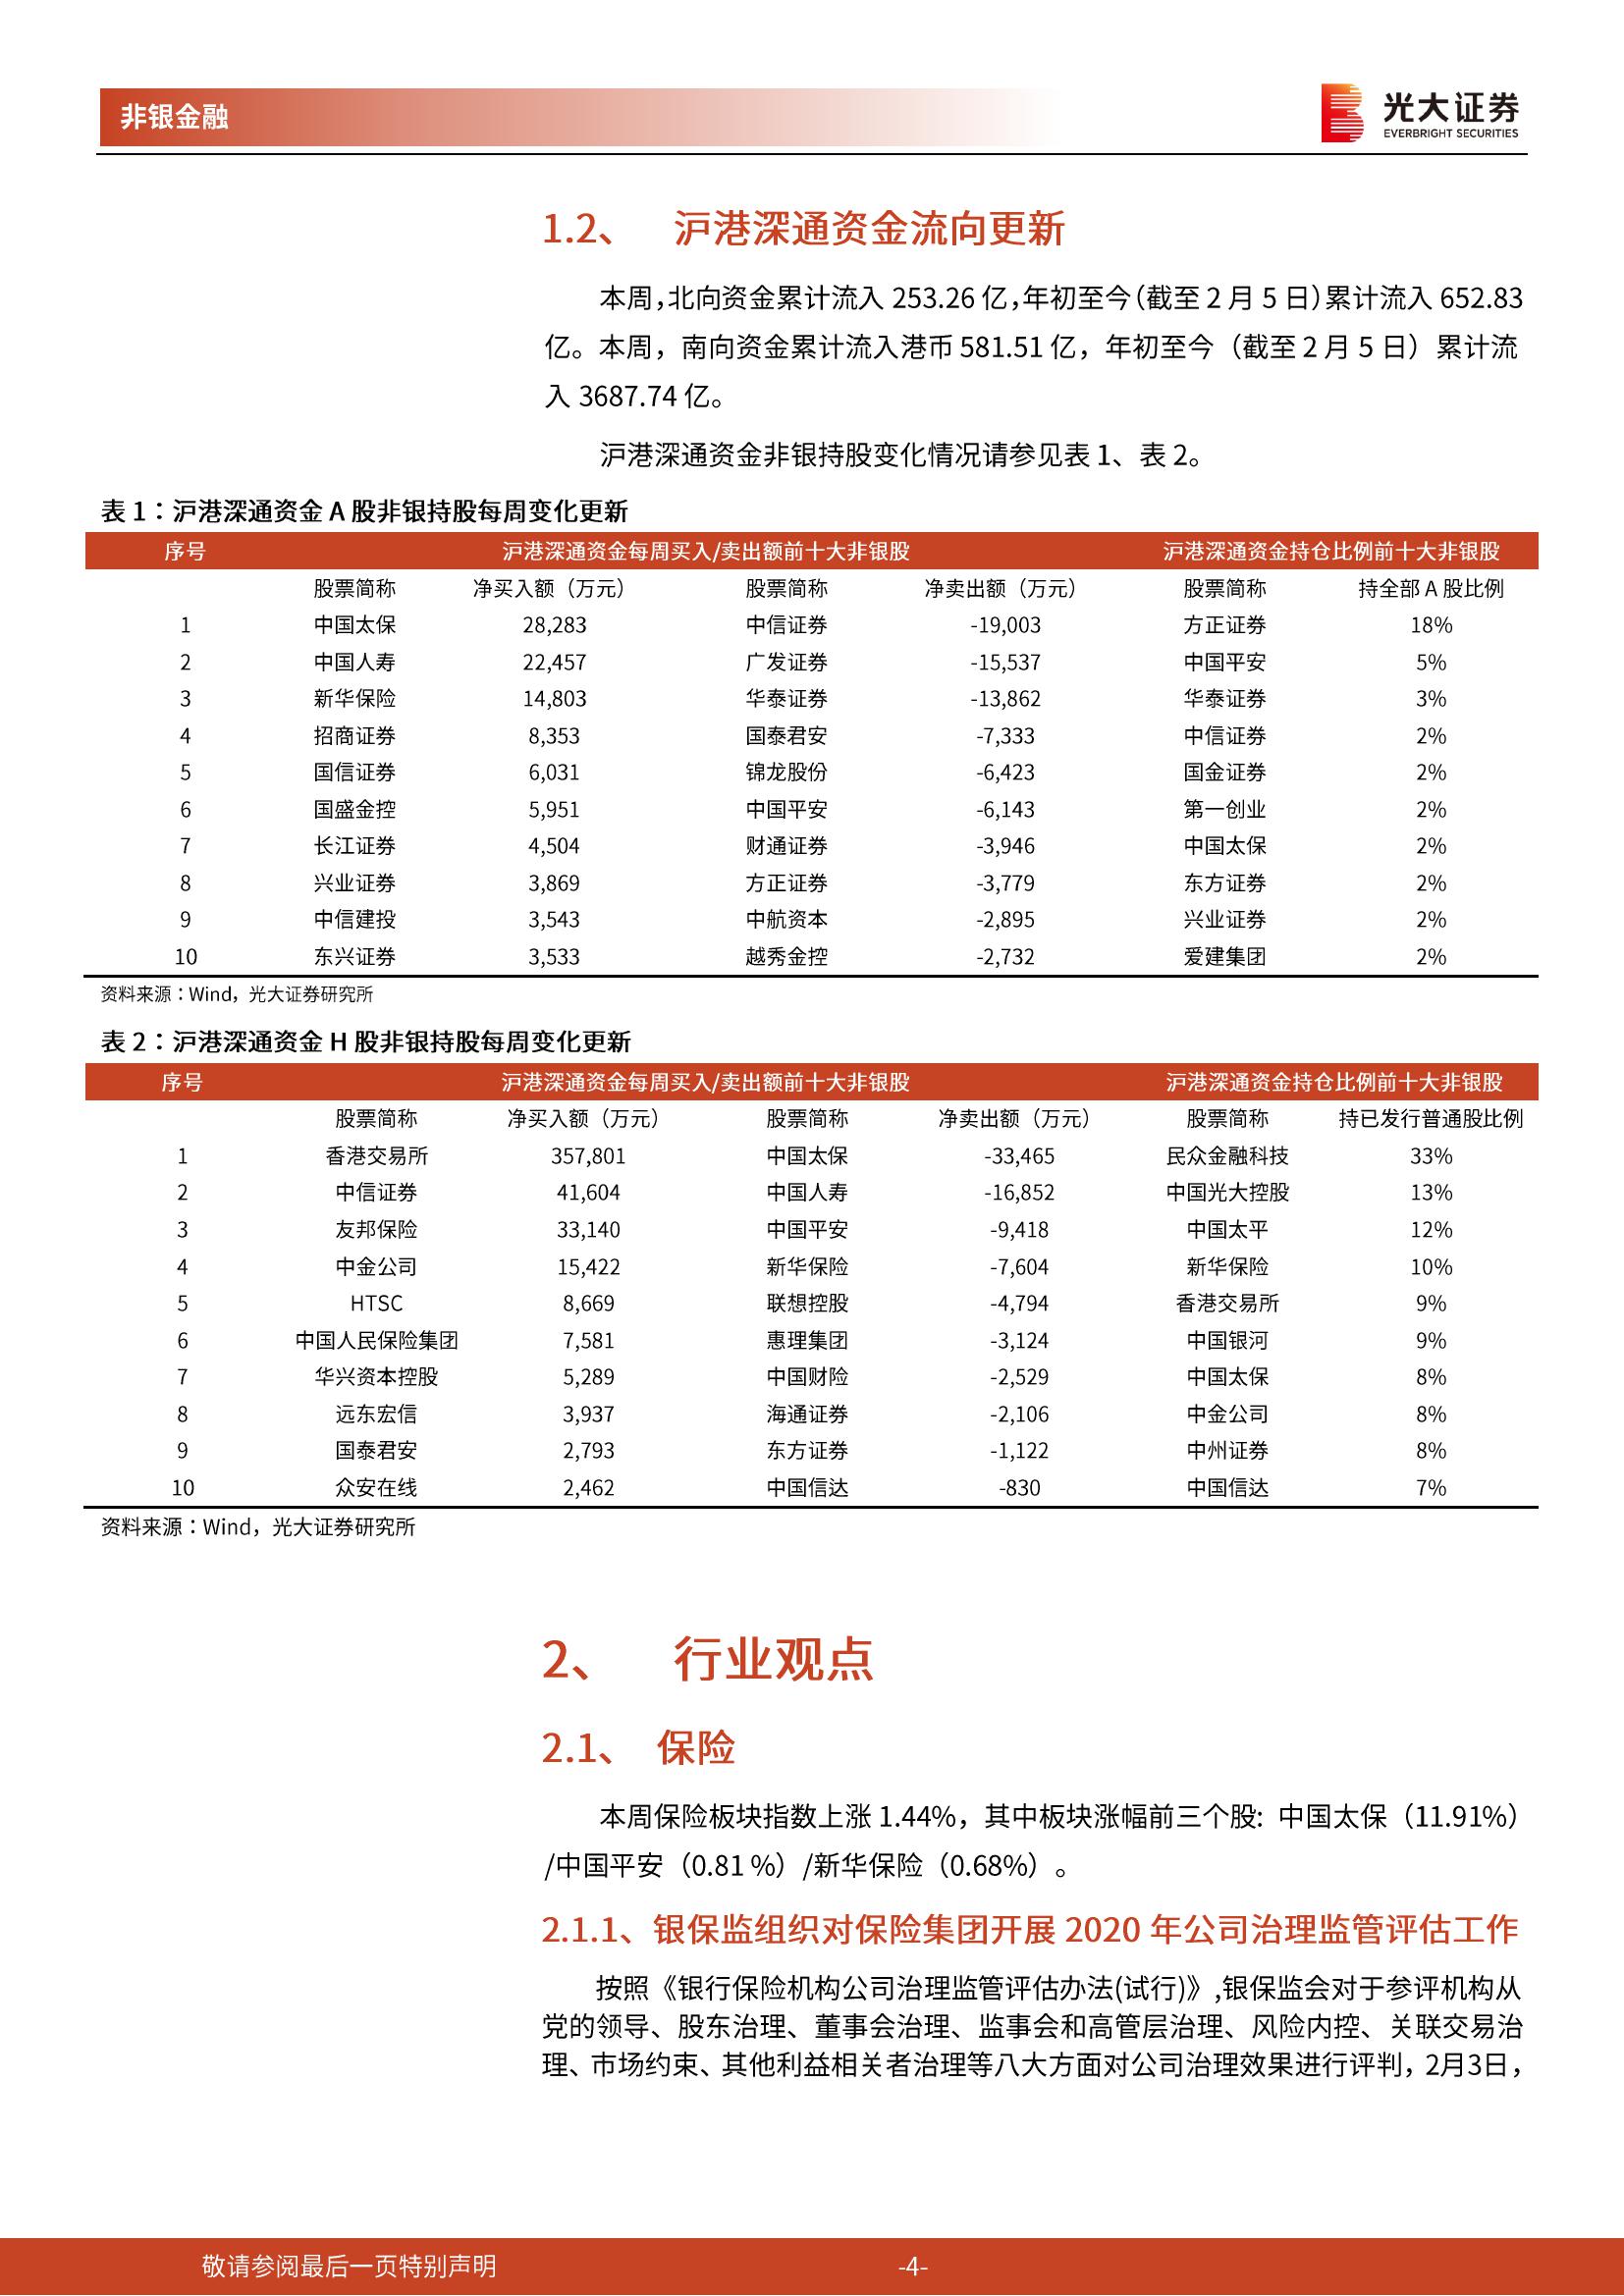 非银金融
光大证券
EVERBRIGHT SECURITIES
1.2、 沪港深通资金流向更新
本周，北向资金累计流入 253.26 亿，年初至今（截至 2 月 5 日）累计流入 652.83
亿。本周，南向资金累计流入港币 581.51 亿，年初至今（截至 2 月 5 日）累计流
入 3687.74 亿。
沪港深通资金非银持股变化情况请参见表 1、表 2。
表 1：沪港深通资金 A 股非银持股每周变化更新
序号 沪港深通资金每周买入/卖出额前十大非银股 沪港深通资金持仓比例前十大非银股
股票简称 净买入额（万元） 股票简称 净卖出额（万元） 股票简称 持全部 A 股比例
1 中国太保 28,283 中信证券 -19,003 方正证券 18%
2 中国人寿 22,457 广发证券 -15,537 中国平安 5%
3 新华保险 14,803 华泰证券 -13,862 华泰证券 3%
4 招商证券 8,353 国泰君安 -7,333 中信证券 2%
5 国信证券 6,031 锦龙股份 -6,423 国金证券 2%
6 国盛金控 5,951 中国平安 -6,143 第一创业 2%
7 长江证券 4,504 财通证券 -3,946 中国太保 2%
8 兴业证券 3,869 方正证券 -3,779 东方证券 2%
9 中信建投 3,543 中航资本 -2,895 兴业证券 2%
10 东兴证券 3,533 越秀金控 -2,732 爱建集团 2%
资料来源：Wind，光大证券研究所
表 2：沪港深通资金 H 股非银持股每周变化更新
序号 沪港深通资金每周买入/卖出额前十大非银股 沪港深通资金持仓比例前十大非银股
股票简称 净买入额（万元） 股票简称 净卖出额（万元） 股票简称 持已发行普通股比例
1 香港交易所 357,801 中国太保 -33,465 民众金融科技 33%
2 中信证券 41,604 中国人寿 -16,852 中国光大控股 13%
3 友邦保险 33,140 中国平安 -9,418 中国太平 12%
4 中金公司 15,422 新华保险 -7,604 新华保险 10%
5 HTSC 8,669 联想控股 -4,794 香港交易所 9%
6 中国人民保险集团 7,581 惠理集团 -3,124 中国银河 9%
7 华兴资本控股 5,289 中国财险 -2,529 中国太保 8%
8 远东宏信 3,937 海通证券 -2,106 中金公司 8%
9 国泰君安 2,793 东方证券 -1,122 中州证券 8%
10 众安在线 2,462 中国信达 -830 中国信达 7%
资料来源：Wind，光大证券研究所
2、 行业观点
2.1、 保险
本周保险板块指数上涨 1.44%，其中板块涨幅前三个股: 中国太保（11.91%）
/中国平安（0.81 %）/新华保险（0.68%）。
2.1.1、银保监组织对保险集团开展 2020 年公司治理监管评估工作
按照《银行保险机构公司治理监管评估办法(试行)》,银保监会对于参评机构从
党的领导、股东治理、董事会治理、监事会和高管层治理、风险内控、关联交易治
理、市场约束、其他利益相关者治理等八大方面对公司治理效果进行评判，2月3日，
敬请参阅最后一页特别声明 -4-